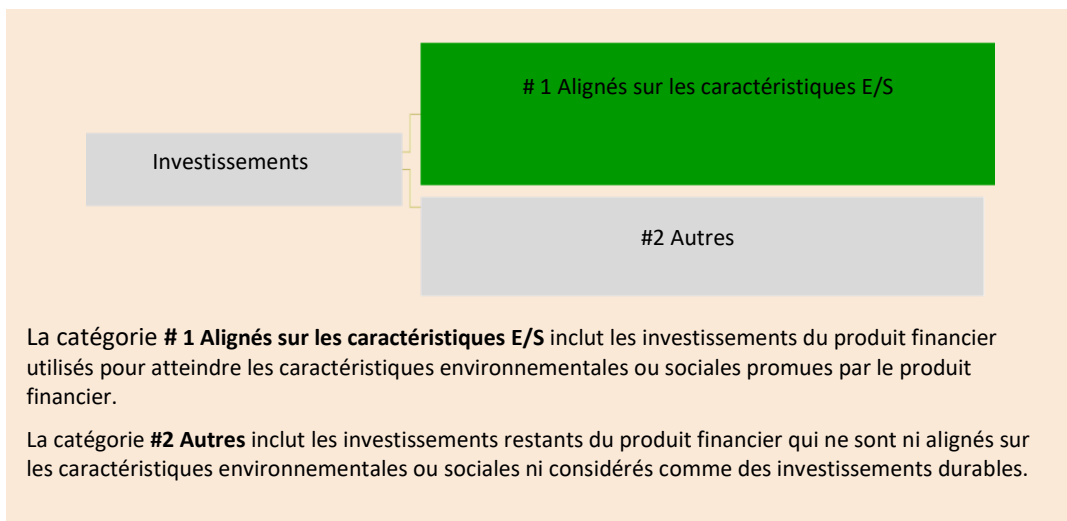 # 1 Alignés sur les caractéristiques E/S
Investissements
#2 Autres
La catégorie # 1 Alignés sur les caractéristiques E/S inclut les investissements du produit financier
utilisés pour atteindre les caractéristiques environnementales ou sociales promues par le produit
financier.
La catégorie #2 Autres inclut les investissements restants du produit financier qui ne sont ni alignés sur
les caractéristiques environnementales ou sociales ni considérés comme des investissements durables.